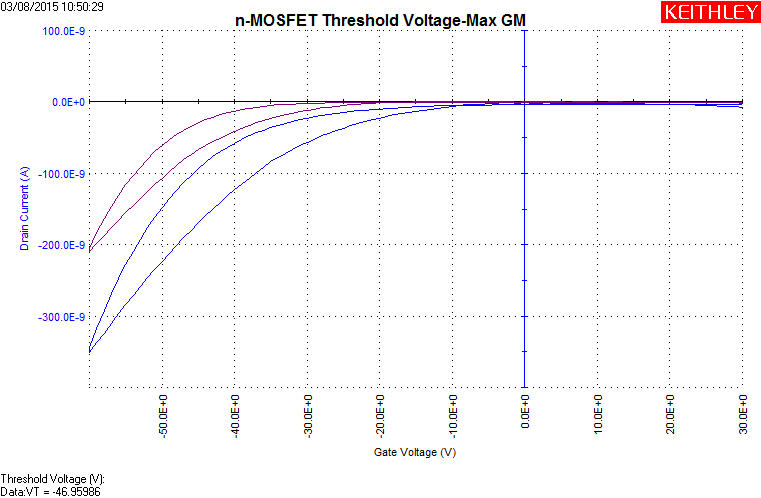 03/08/2015 10:50:29
n-MOSFET Threshold Voltage-Max GM
KEITHLEY
100.0E-9
0.0E+0
-100.0E-9
-200.0E-9
-300.0E-9
Drain Current (A)
-50.0E+0
-40.0E+0
-30.0E+0
-20.0E+0
-10.0E+0
0.0E+0
10.0E+0
20.0E+0
30.0E+0
Gate Voltage (V)
Threshold Voltage (V):
Data:VT = -46.95986